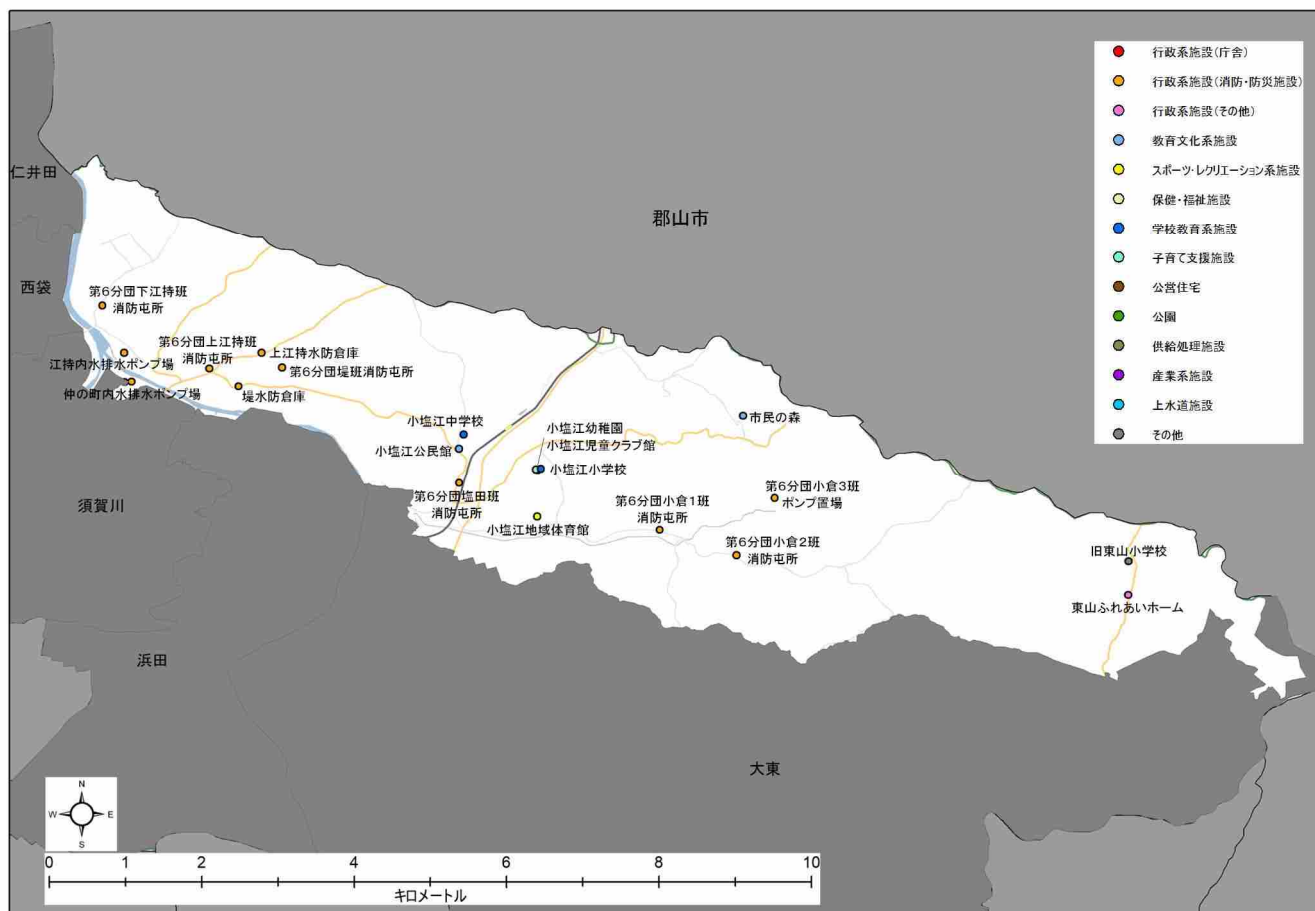 行政系施設(庁舎)
行政系施設(消防・防災施設)
行政系施設(その他)
教育文化系施設
スポーツ・レクリエーション系施設
保健・福祉施設
学校教育系施設
子育て支援施設
公営住宅
公園
供給処理施設
産業系施設
上水道施設
その他
仁井田
郡山市
西袋
第6分団下江持班
消防屯所
第6分団上江持班
消防屯所
上江持水防倉庫
江持内水排水ポンプ場
第6分団堤班消防屯所
仲の町内水排水ポンプ場
堤水防倉庫
小塩江中学校
小塩江公民館
小塩江幼稚園
小塩江児童クラブ館
小塩江小学校
市民の森
第6分団塩田班
消防屯所
小塩江地域体育館
第6分団小倉1班
消防屯所
第6分団小倉3班
ポンプ置場
第6分団小倉2班
消防屯所
須賀川
旧東山小学校
東山ふれあいホーム
浜田
大東
N
W
E
S
0 1 2 4 6 8 10
キロメートル